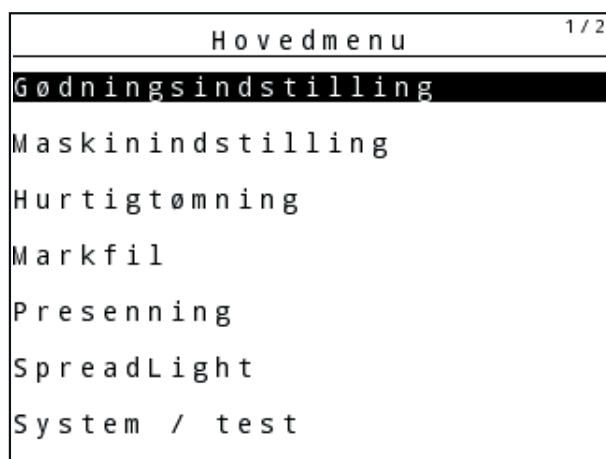 Hovedmenu 1/2
Gødningsindstilling
Maskinindstilling
Hurtigtømning
Markfil
Presenning
SpreadLight
System / test